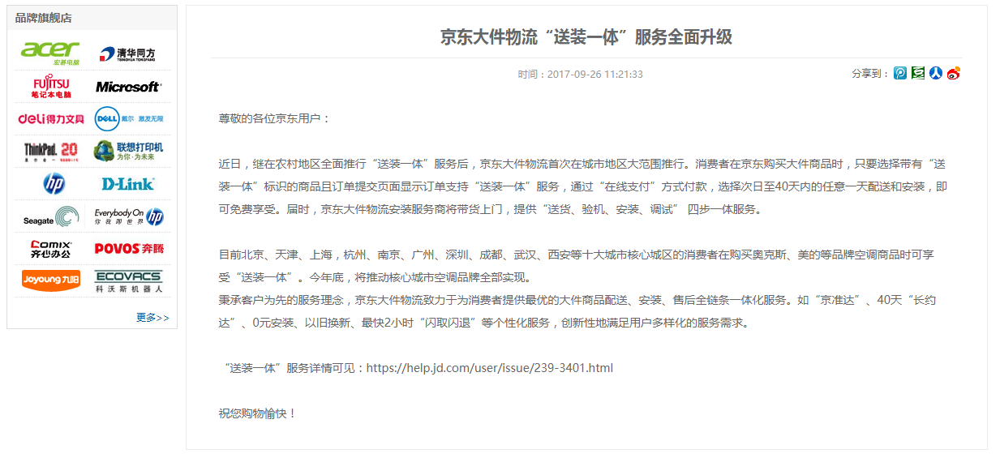 品牌旗舰店
acer
宏碁电脑
清华同方
TSINGHUA TONGFANG
FUJITSU
笔记本电脑
Microsoft
deli得力文具
DELL 戴尔 激发无限
ThinkPad. 20
联想打印机
为你·为未来
hp
D-Link
Seagate
Everybody On
你我即世界
hp
COMIX
齐心办公
POVOS 奔腾
Joyoung 九阳
ECOVACS
科沃斯机器人
更多>>
京东大件物流“送装一体”服务全面升级
时间：2017-09-26 11:21:33
分享到：
尊敬的各位京东用户：
近日，继在农村地区全面推行“送装一体”服务后，京东大件物流首次在城市地区大范围推行。消费者在京东购买大件商品时，只要选择带有“送
装一体”标识的商品且订单提交页面显示订单支持“送装一体”服务，通过“在线支付”方式付款，选择次日至40天内的任意一天配送和安装，即
可免费享受。届时，京东大件物流安装服务商将带货上门，提供“送货、验机、安装、调试” 四步一体服务。
目前北京、天津、上海，杭州、南京、广州、深圳、成都、武汉、西安等十大城市核心城区的消费者在购买奥克斯、美的等品牌空调商品时可享
受“送装一体”。今年底，将推动核心城市空调品牌全部实现。
秉承客户为先的服务理念，京东大件物流致力于为消费者提供最优的大件商品配送、安装、售后全链条一体化服务。如“京准达”、40天“长约
达”、0元安装、以旧换新、最快2小时“闪取闪退”等个性化服务，创新性地满足用户多样化的服务需求。
“送装一体”服务详情可见：https://help.jd.com/user/issue/239-3401.html
祝您购物愉快！